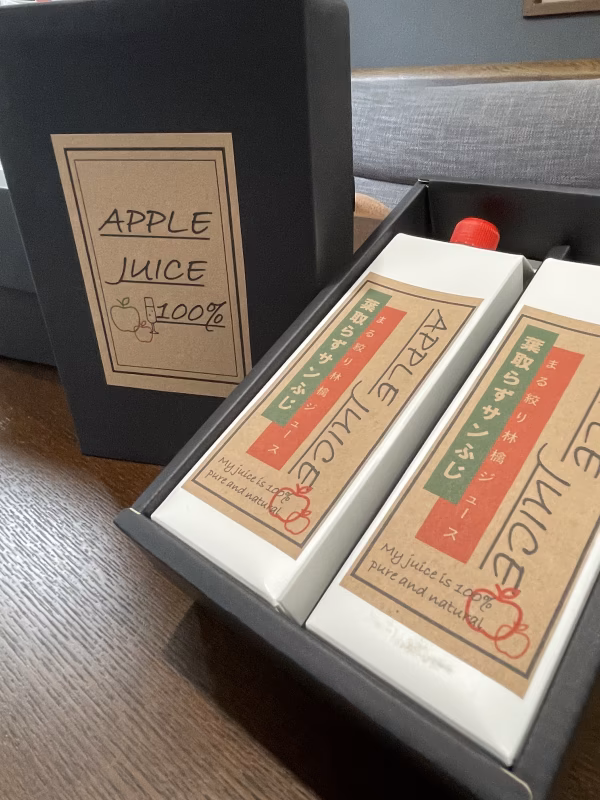 APPLE
JUICE
100%
APPLE JUICE
まる絞り林檎ジュース
葉取らずサンふじ
My juice is 100%
pure and natural
APPLE JUICE
まる絞り林檎ジュース
葉取らずサンふじ
My juice is 100%
pure and natural